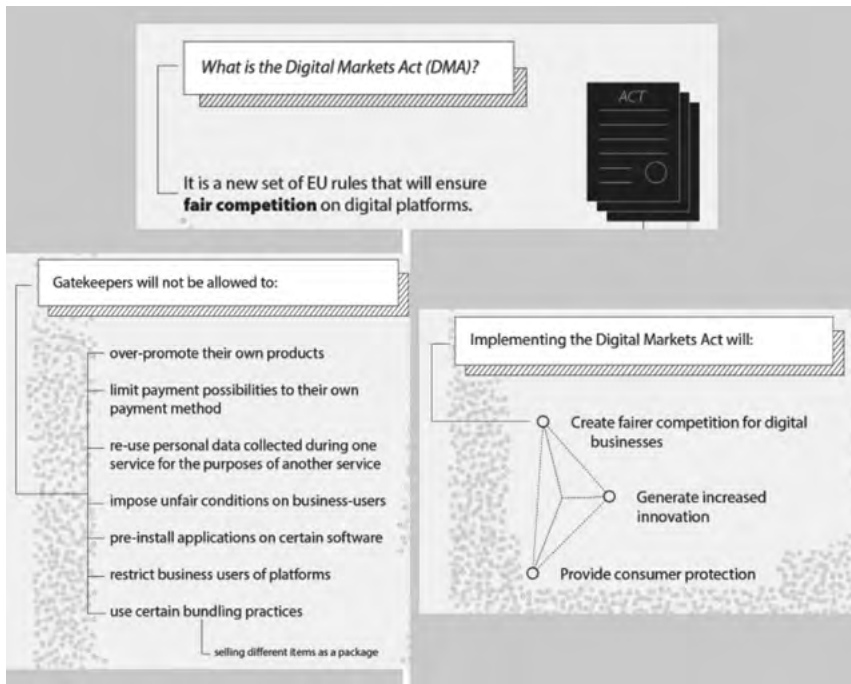 What is the Digital Markets Act (DMA)?
ACT
It is a new set of EU rules that will ensure
fair competition on digital platforms.
Gatekeepers will not be allowed to:
over-promote their own products
limit payment possibilities to their own
payment method
re-use personal data collected during one
service for the purposes of another service
impose unfair conditions on business-users
pre-install applications on certain software
restrict business users of platforms
use certain bundling practices
selling different items as a package
Implementing the Digital Markets Act will:
Create fairer competition for digital
businesses
Generate increased
innovation
Provide consumer protection